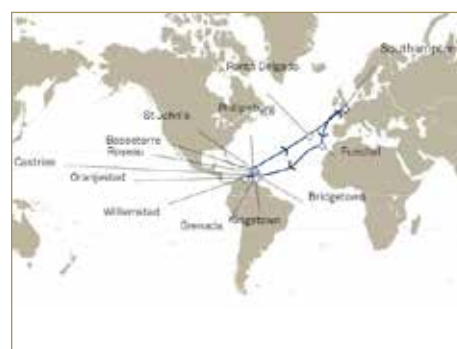 Southampton
Ponta Delgada
Philipsburg
St John's
Basseterre
Roseau
Funchal
Castries
Oranjestad
Bridgetown
Willemstad
Kingstown
Grenada